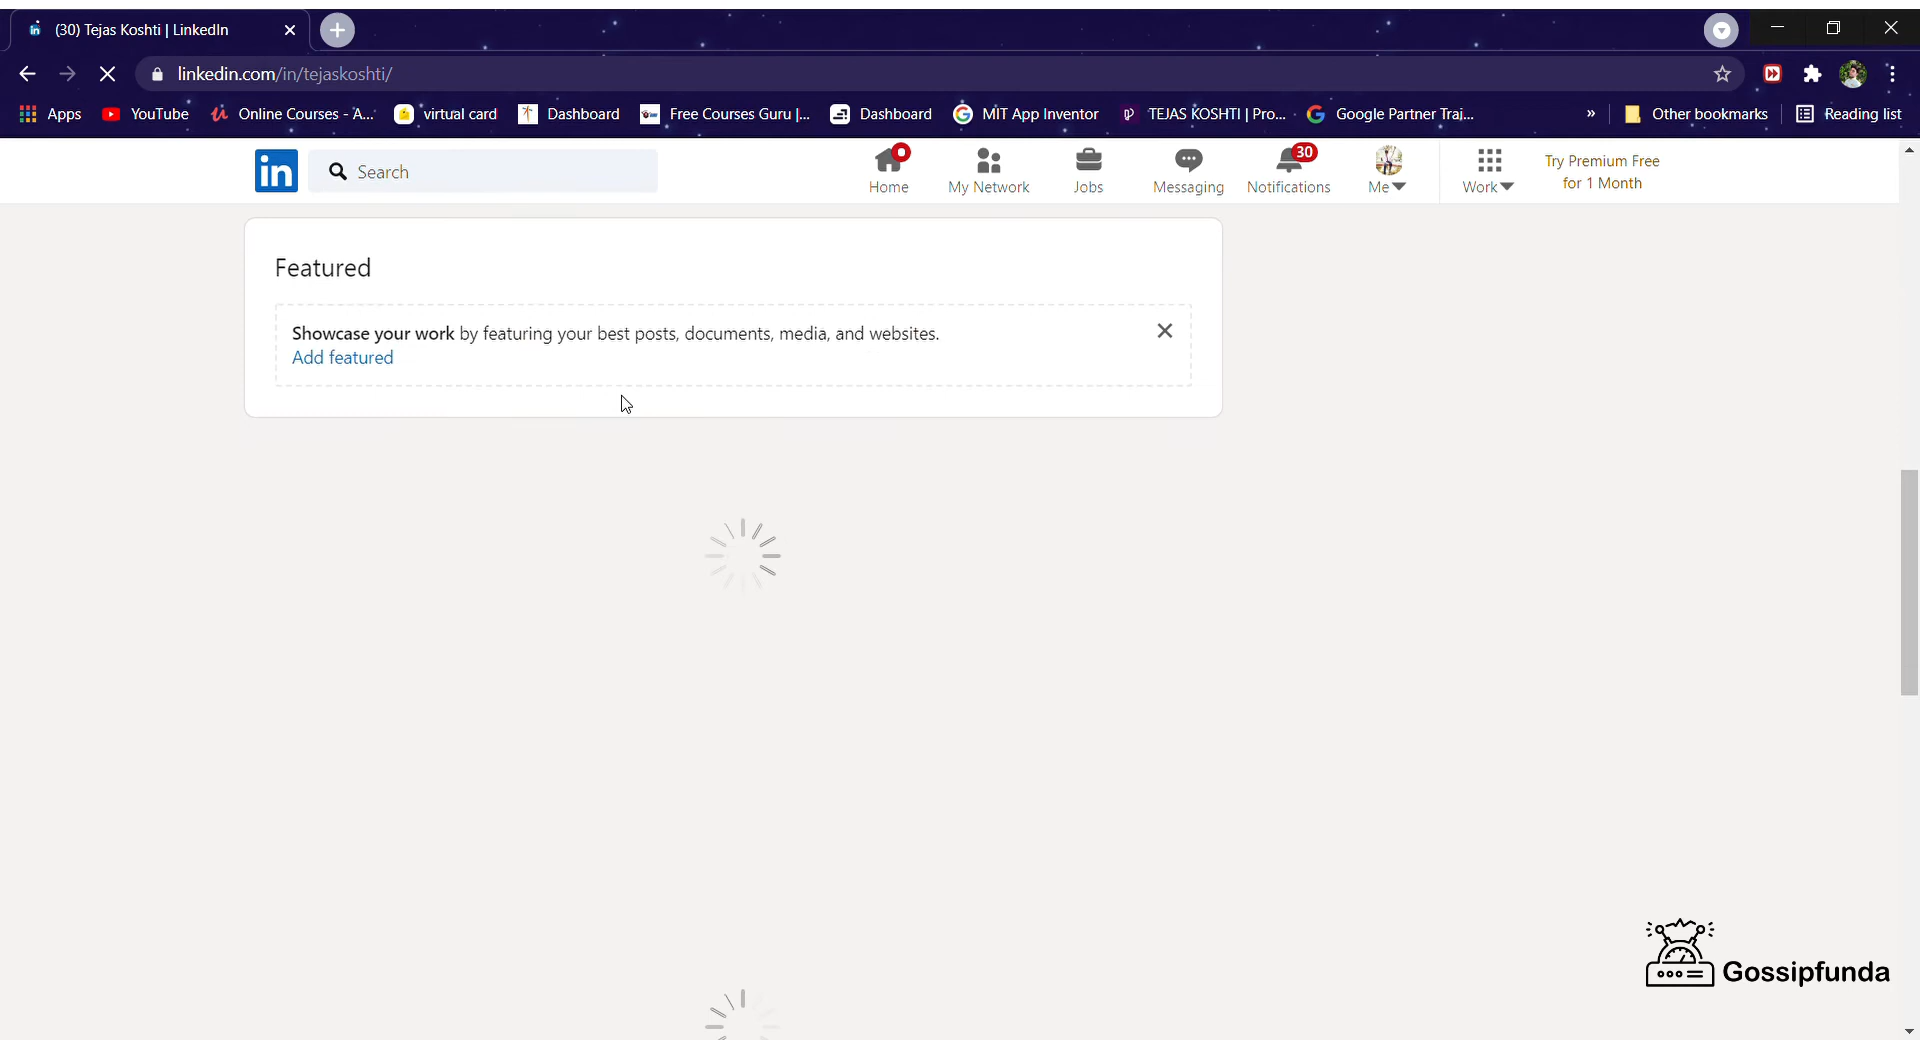 (30) Tejas Koshti | LinkedIn
linkedin.com/in/tejaskoshti/
Apps YouTube Online Courses - A... virtual card Dashboard Free Courses Guru |... Dashboard MIT App Inventor TEJAS KOSHTI | Pro... Google Partner Trai... » Other bookmarks Reading list
in Search Home My Network Jobs Messaging 30 Notifications Me Work Try Premium Free
for 1 Month
Featured
Showcase your work by featuring your best posts, documents, media, and websites.
Add featured
Gossipfunda